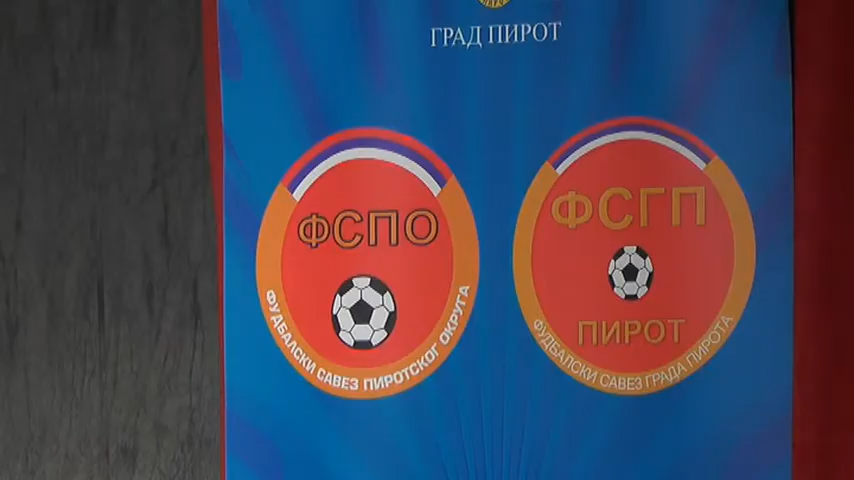 ГРАД ПИРОТ
ФСПО
ФУДБАЛСКИ САВЕЗ ПИРОТСКОГ ОКРУГА
ФСГП
ПИРОТ
ФУДБАЛСКИ САВЕЗ ГРАДА ПИРОТА